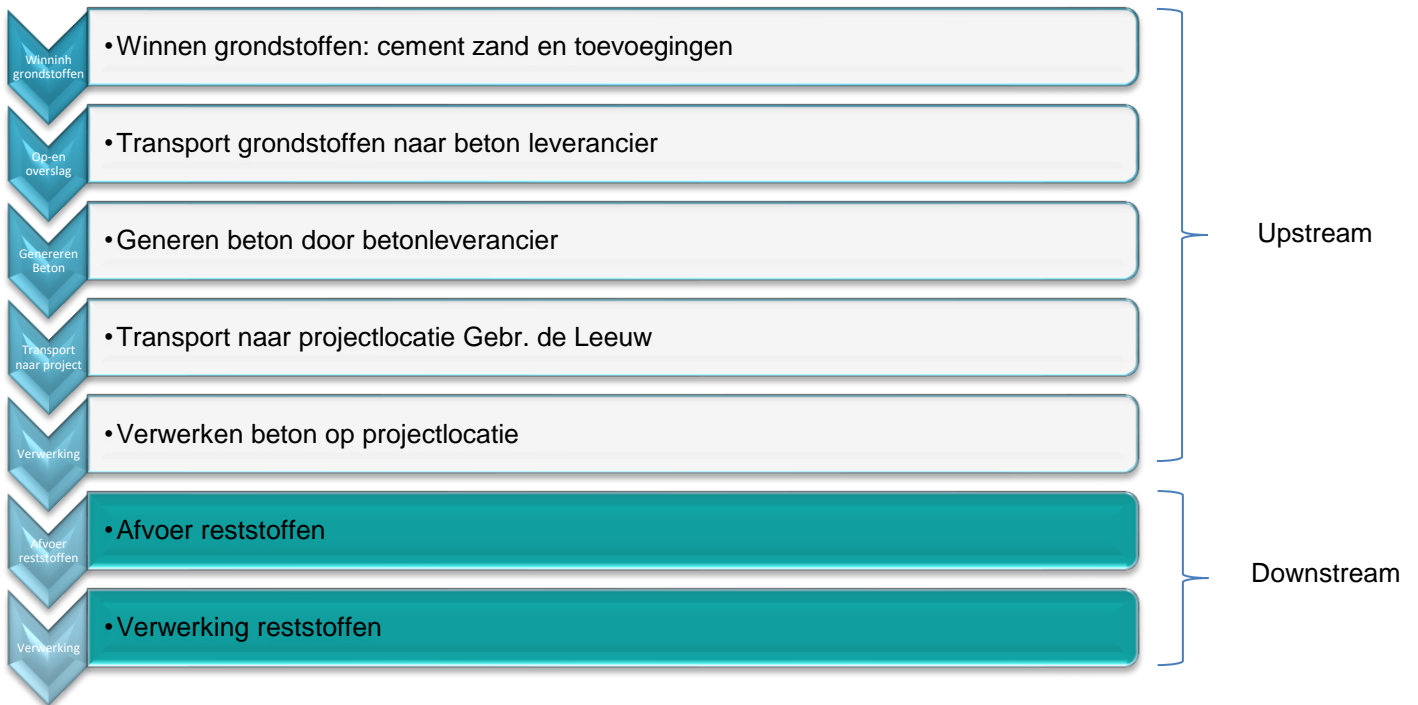 Winninh
grondstoffen
•Winnen grondstoffen: cement zand en toevoegingen
Op-en
overslag
•Transport grondstoffen naar beton leverancier
Genereren
Beton
•Generen beton door betonleverancier
Transport
naar project
•Transport naar projectlocatie Gebr. de Leeuw
Verwerking
•Verwerken beton op projectlocatie
Upstream
Afvoer
reststoffen
•Afvoer reststoffen
Verwerking
•Verwerking reststoffen
Downstream